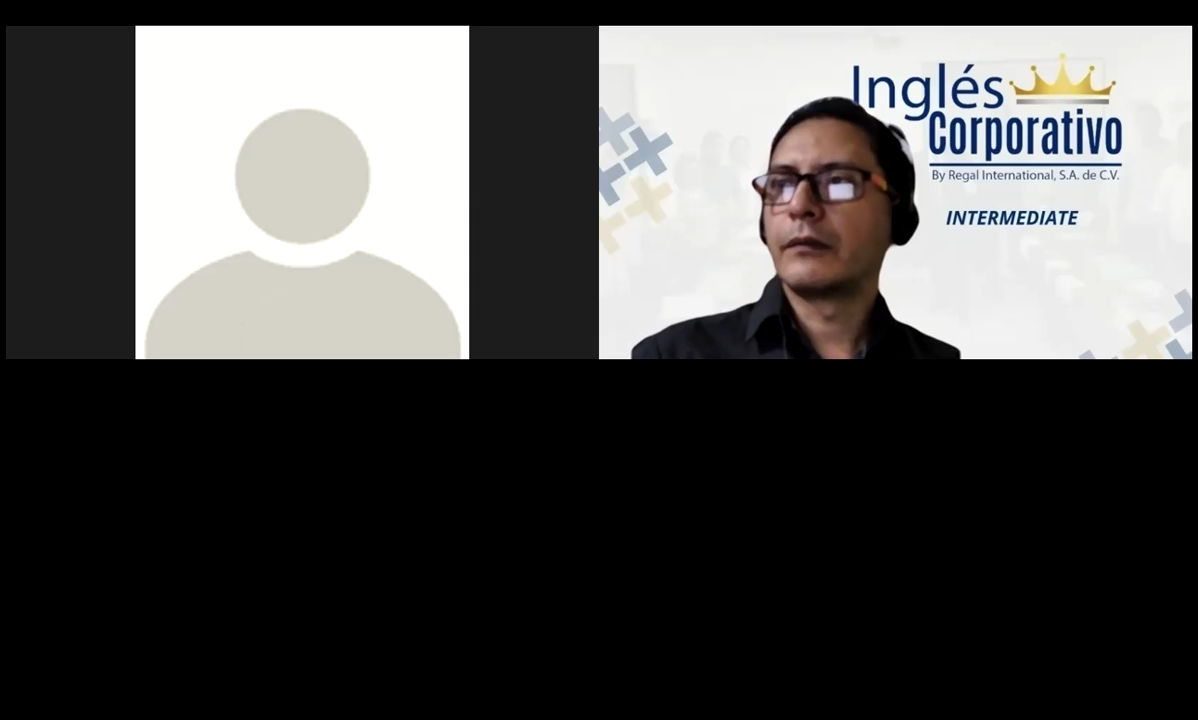 Inglés
Corporativo
By Regal International, S.A. de C.V.
INTERMEDIATE